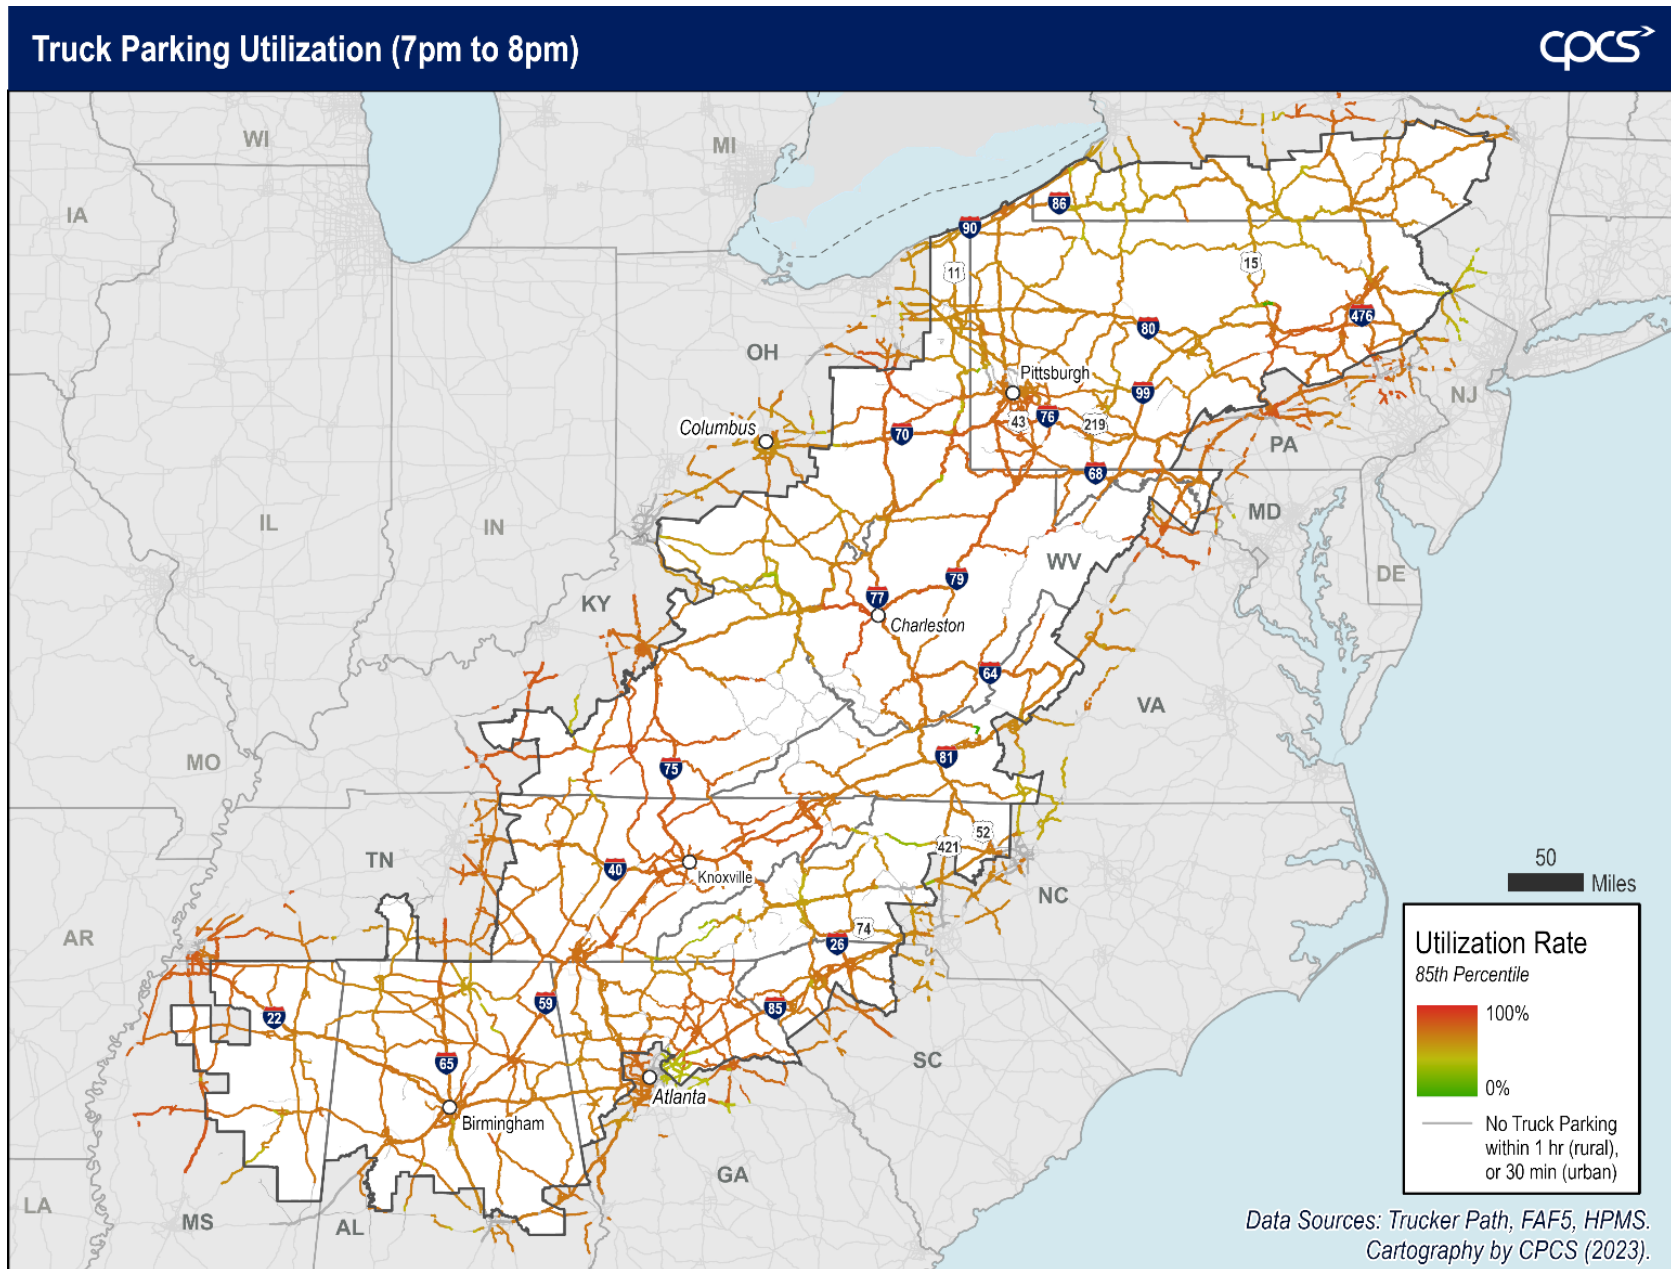 Truck Parking Utilization (7pm to 8pm)
cpcs
WI
MI
IA
86
90
11
15
476
80
OH
Pittsburgh
99
NJ
43
76
219
Columbus
70
PA
68
IL
IN
MD
WV
DE
79
77
KY
Charleston
64
VA
81
MO
75
52
421
50
Miles
TN
40
Knoxville
NC
AR
74
26
Utilization Rate
85th Percentile
100%
0%
No Truck Parking
within 1 hr (rural),
or 30 min (urban)
59
85
22
65
SC
Atlanta
Birmingham
GA
LA
MS
AL
Data Sources: Trucker Path, FAF5, HPMS.
Cartography by CPCS (2023).